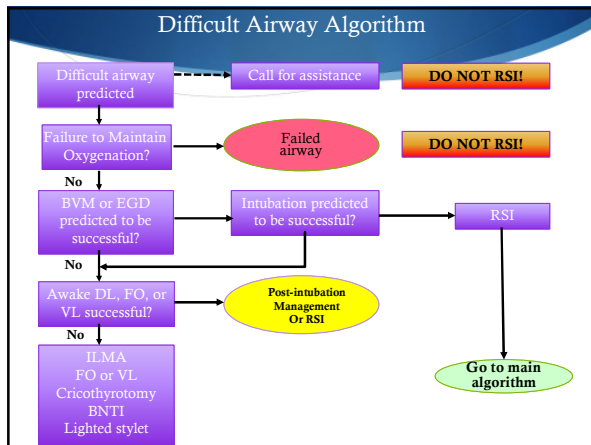 Difficult Airway Algorithm
Difficult airway
predicted
Call for assistance
DO NOT RSI!
Failure to Maintain
Oxygenation?
Failed
airway
DO NOT RSI!
No
BVM or EGD
predicted to be
successful?
Intubation predicted
to be successful?
RSI
No
Awake DL, FO, or
VL successful?
Post-intubation
Management
Or RSI
No
ILMA
FO or VL
Cricothyrotomy
BNTI
Lighted stylet
Go to main
algorithm